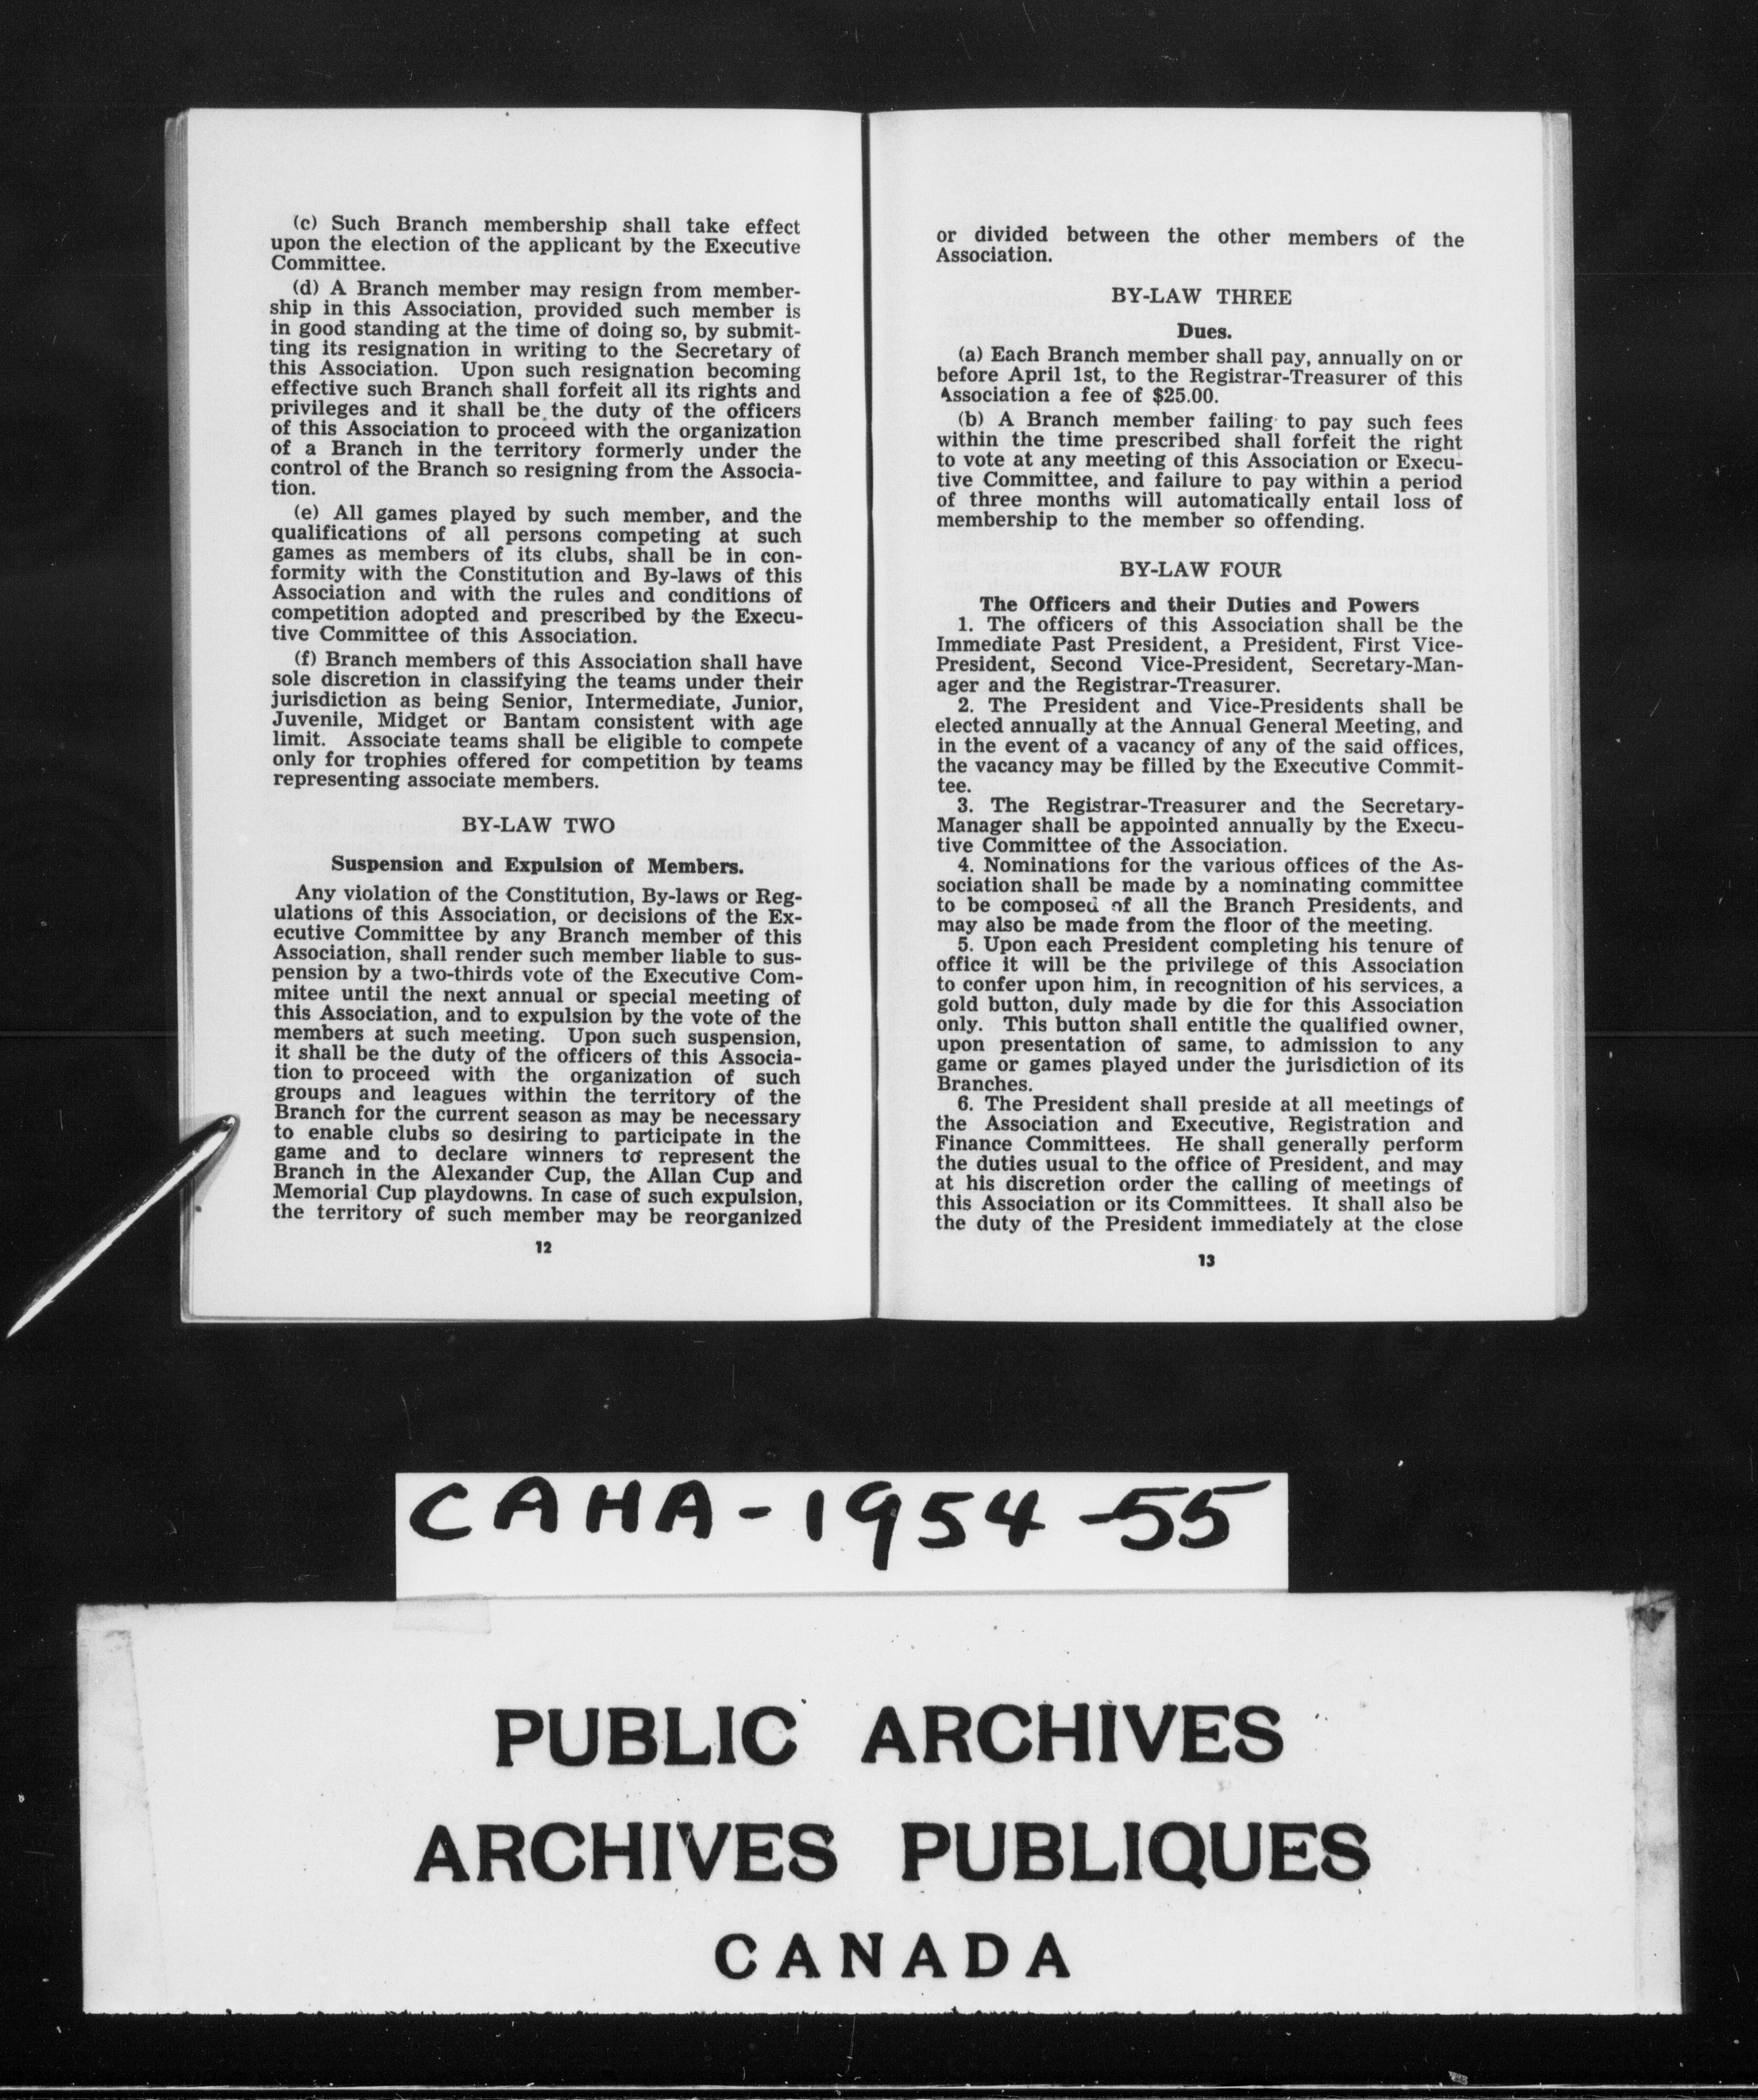 (c) Such Branch membership shall take effect
upon the election of the applicant by the Executive
Committee.
(d) A Branch member may resign from member-
ship in this Association, provided such member is
in good standing at the time of doing so, by submit-
ting its resignation in writing to the Secretary of
this Association. Upon such resignation becoming
effective such Branch shall forfeit all its rights and
privileges and it shall be the duty of the officers
of this Association to proceed with the organization
of a Branch in the territory formerly under the
control of the Branch so resigning from the Associa-
tion.
(e) All games played by such member, and the
qualifications of all persons competing at such
games as members of its clubs, shall be in con-
formity with the Constitution and By-laws of this
Association and with the rules and conditions of
competition adopted and prescribed by the Execu-
tive Committee of this Association.
(f) Branch members of this Association shall have
sole discretion in classifying the teams under their
jurisdiction as being Senior, Intermediate, Junior,
Juvenile, Midget or Bantam consistent with age
limit. Associate teams shall be eligible to compete
only for trophies offered for competition by teams
representing associate members.
BY-LAW TWO
Suspension and Expulsion of Members.
Any violation of the Constitution, By-laws or Reg-
ulations of this Association, or decisions of the Ex-
ecutive Committee by any Branch member of this
Association, shall render such member liable to sus-
pension by a two-thirds vote of the Executive Com-
mitee until the next annual or special meeting of
this Association, and to expulsion by the vote of the
members at such meeting. Upon such suspension,
it shall be the duty of the officers of this Associa-
tion to proceed with the organization of such
groups and leagues within the territory of the
Branch for the current season as may be necessary
to enable clubs so desiring to participate in the
game and to declare winners to represent the
Branch in the Alexander Cup, the Allan Cup and
Memorial Cup playdowns. In case of such expulsion,
the territory of such member may be reorganized
12
or divided between the other members of the
Association.
BY-LAW THREE
Dues.
(a) Each Branch member shall pay, annually on or
before April 1st, to the Registrar-Treasurer of this
Association a fee of $25.00.
(b) A Branch member failing to pay such fees
within the time prescribed shall forfeit the right
to vote at any meeting of this Association or Execu-
tive Committee, and failure to pay within a period
of three months will automatically entail loss of
membership to the member so offending.
BY-LAW FOUR
The Officers and their Duties and Powers
1. The officers of this Association shall be the
Immediate Past President, a President, First Vice-
President, Second Vice-President, Secretary-Man-
ager and the Registrar-Treasurer.
2. The President and Vice-Presidents shall be
elected annually at the Annual General Meeting, and
in the event of a vacancy of any of the said offices,
the vacancy may be filled by the Executive Commit-
tee.
3. The Registrar-Treasurer and the Secretary-
Manager shall be appointed annually by the Execu-
tive Committee of the Association.
4. Nominations for the various offices of the As-
sociation shall be made by a nominating committee
to be composed of all the Branch Presidents, and
may also be made from the floor of the meeting.
5. Upon each President completing his tenure of
office it will be the privilege of this Association
to confer upon him, in recognition of his services, a
gold button, duly made by die for this Association
only. This button shall entitle the qualified owner,
upon presentation of same, to admission to any
game or games played under the jurisdiction of its
Branches.
6. The President shall preside at all meetings of
the Association and Executive, Registration and
Finance Committees. He shall generally perform
the duties usual to the office of President, and may
at his discretion order the calling of meetings of
this Association or its Committees. It shall also be
the duty of the President immediately at the close
13
CAHA-1954-55
PUBLIC ARCHIVES
ARCHIVES PUBLIQUES
CANADA